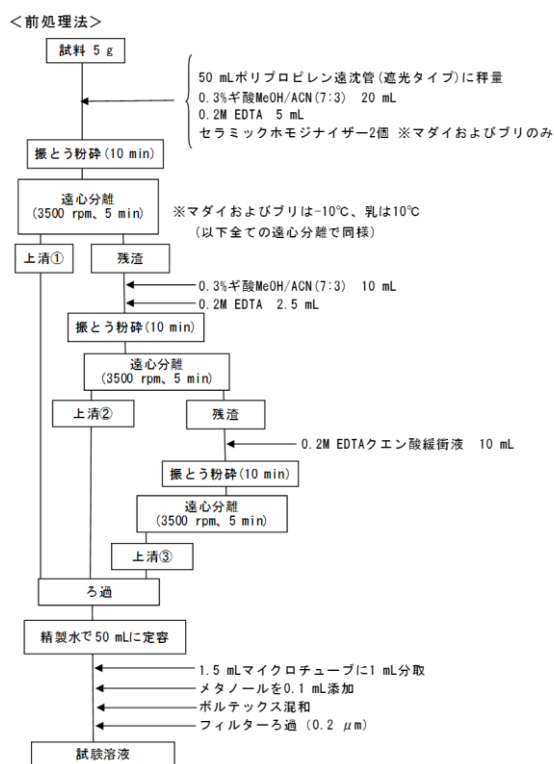 <前処理法>
試料 5 g
50 mLポリプロピレン遠沈管(遮光タイプ)に秤量
0.3%ギ酸MeOH/ACN(7:3) 20 mL
0.2M EDTA 5 mL
セラミックホモジナイザー2個 ※マダイおよびブリのみ
振とう粉砕(10 min)
遠心分離
(3500 rpm、5 min)
※マダイおよびブリは-10℃、乳は10℃
(以下全ての遠心分離で同様)
上清①
残渣
0.3%ギ酸MeOH/ACN(7:3) 10 mL
0.2M EDTA 2.5 mL
振とう粉砕(10 min)
遠心分離
(3500 rpm、5 min)
上清②
残渣
0.2M EDTAクエン酸緩衝液 10 mL
振とう粉砕(10 min)
遠心分離
(3500 rpm、5 min)
上清③
ろ過
精製水で50 mLに定容
1.5 mLマイクロチューブに1 mL分取
メタノールを0.1 mL添加
ボルテックス混和
フィルターろ過(0.2 μm)
試験溶液